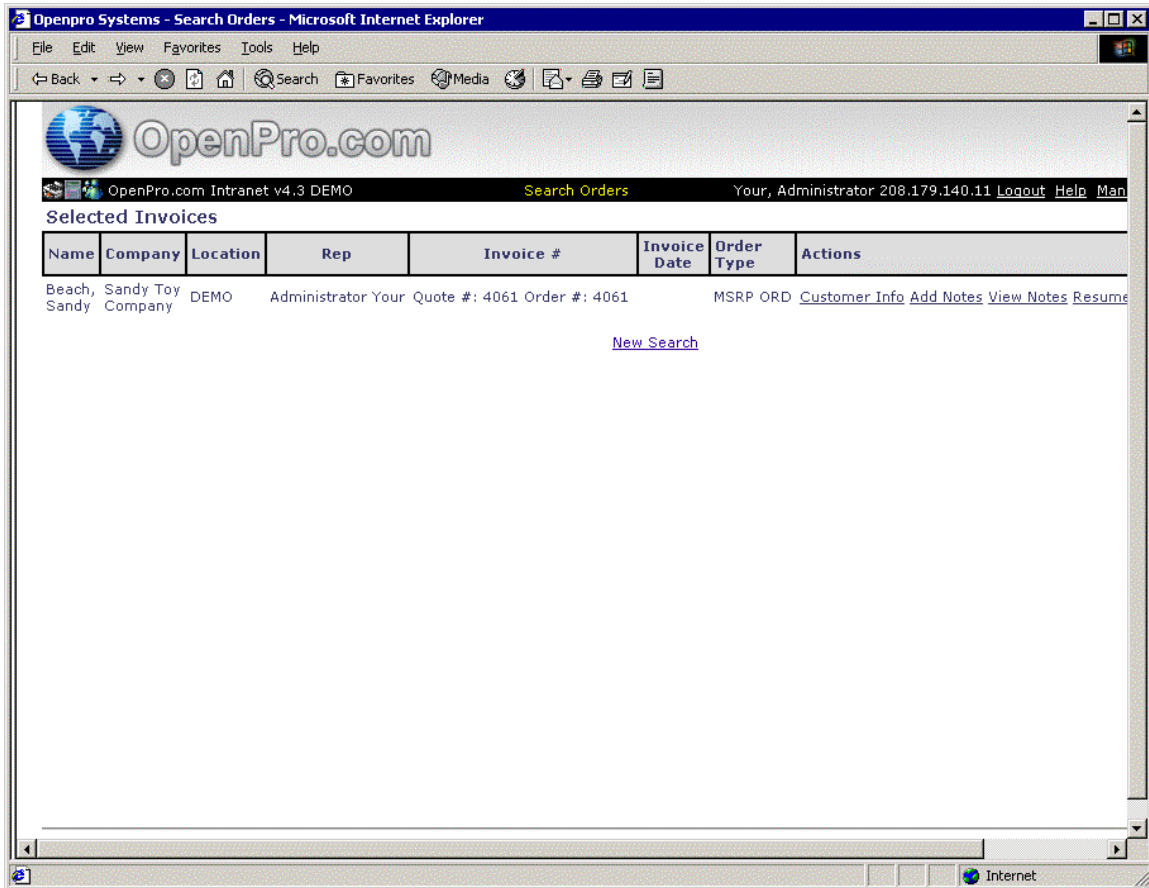 Openpro Systems - Search Orders - Microsoft Internet Explorer
File Edit View Favorites Tools Help
Back Search Favorites Media
OpenPro.com
OpenPro.com Intranet v4.3 DEMO Search Orders Your, Administrator 208.179.140.11 Logout Help Man
Selected Invoices
Name Company Location Rep Invoice # Invoice Date Order Type Actions
Beach, Sandy Sandy Toy Company DEMO Administrator Your Quote #: 4061 Order #: 4061 MSRP ORD Customer Info Add Notes View Notes Resume
New Search
Internet